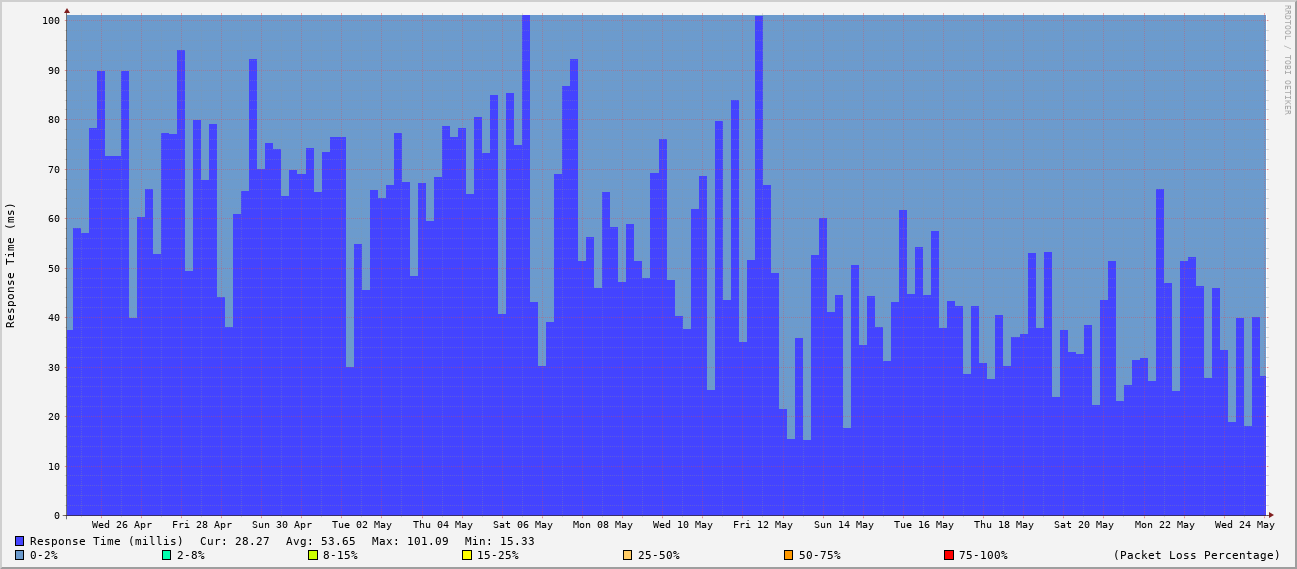 RRDTOOL / TOBI OETIKER
Response Time (ms)
100
90
80
70
60
50
40
30
20
10
0
Wed 26 Apr Fri 28 Apr Sun 30 Apr Tue 02 May Thu 04 May Sat 06 May Mon 08 May Wed 10 May Fri 12 May Sun 14 May Tue 16 May Thu 18 May Sat 20 May Mon 22 May Wed 24 May
Response Time (millis) Cur: 28.27 Avg: 53.65 Max: 101.09 Min: 15.33
0-2% 2-8% 8-15% 15-25% 25-50% 50-75% 75-100% (Packet Loss Percentage)